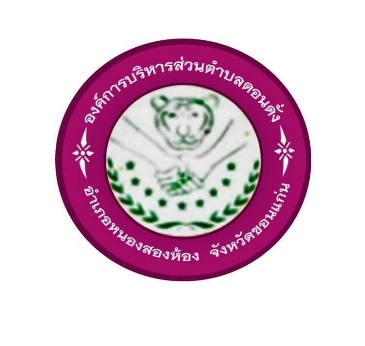 องค์การบริหารส่วนตำบลดอนดั่ง
อำเภอหนองสองห้อง จังหวัดขอนแก่น